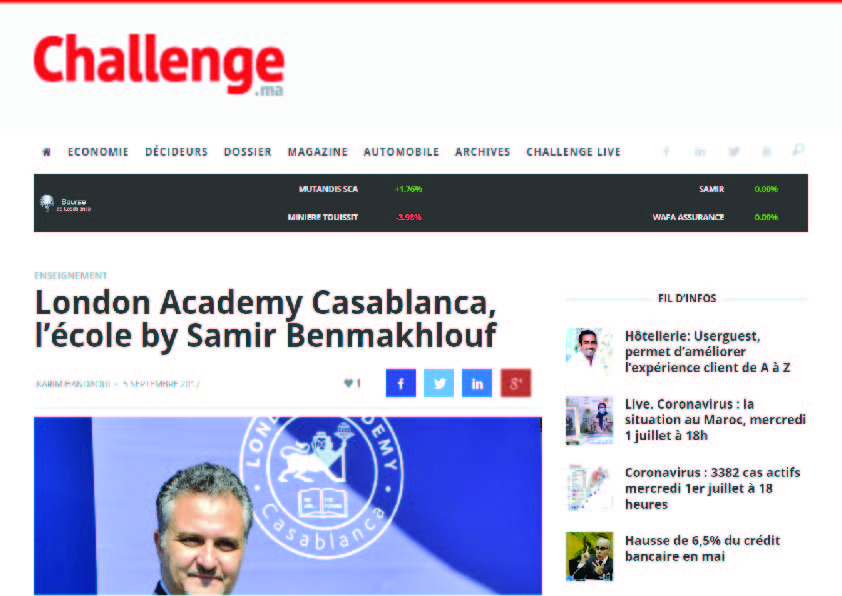 Challenge
.ma
ECONOMIE DÉCIDEURS DOSSIER MAGAZINE AUTOMOBILE ARCHIVES CHALLENGE LIVE
Bourse
de Casablanca
MUTANDIS SCA +1.76% SAMIR 0.00%
MINIERE TOUISSIT -3.98% WAFA ASSURANCE 0.00%
ENSEIGNEMENT
London Academy Casablanca,
l'école by Samir Benmakhlouf
KARIM HANDAOUI - 5 SEPTEMBRE 2017
1
LONDON ACADEMY
Casablanca
FIL D'INFOS
Hôtellerie: Userguest,
permet d'améliorer
l'expérience client de A à Z
Live. Coronavirus : la
situation au Maroc, mercredi
1 juillet à 18h
Coronavirus : 3382 cas actifs
mercredi 1er juillet à 18
heures
Hausse de 6,5% du crédit
bancaire en mai